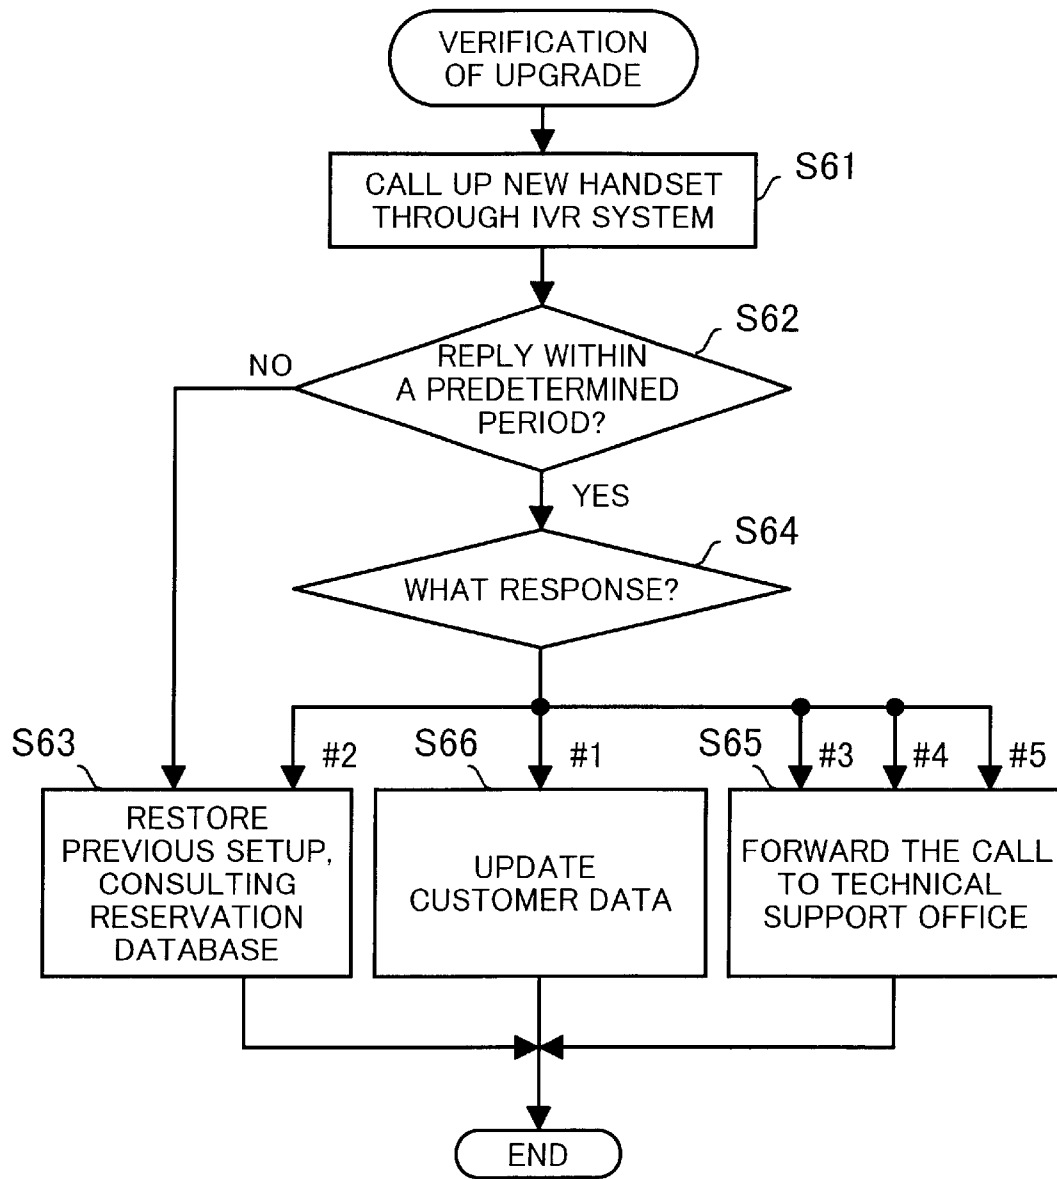 VERIFICATION
OF UPGRADE
S61
CALL UP NEW HANDSET
THROUGH IVR SYSTEM
S62
NO
REPLY WITHIN
A PREDETERMINED
PERIOD?
YES
S64
WHAT RESPONSE?
S63
#2
S66
#1
S65
#3
#4
#5
RESTORE
PREVIOUS SETUP,
CONSULTING
RESERVATION
DATABASE
UPDATE
CUSTOMER DATA
FORWARD THE CALL
TO TECHNICAL
SUPPORT OFFICE
END